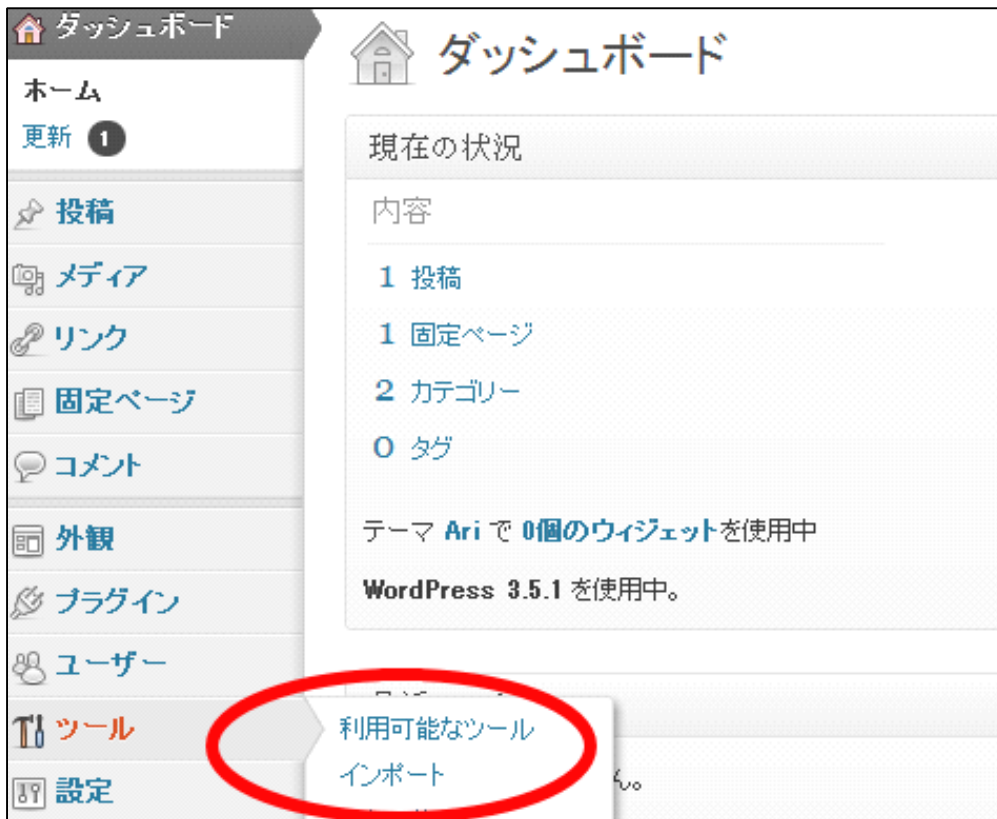 ダッシュボード
ホーム
更新 1
投稿
メディア
リンク
固定ページ
コメント
外観
プラグイン
ユーザー
ツール
設定
ダッシュボード
現在の状況
内容
1 投稿
1 固定ページ
2 カテゴリー
0 タグ
テーマ Ari で 0個のウィジェットを使用中
WordPress 3.5.1 を使用中。
利用可能なツール
インポート
ん。